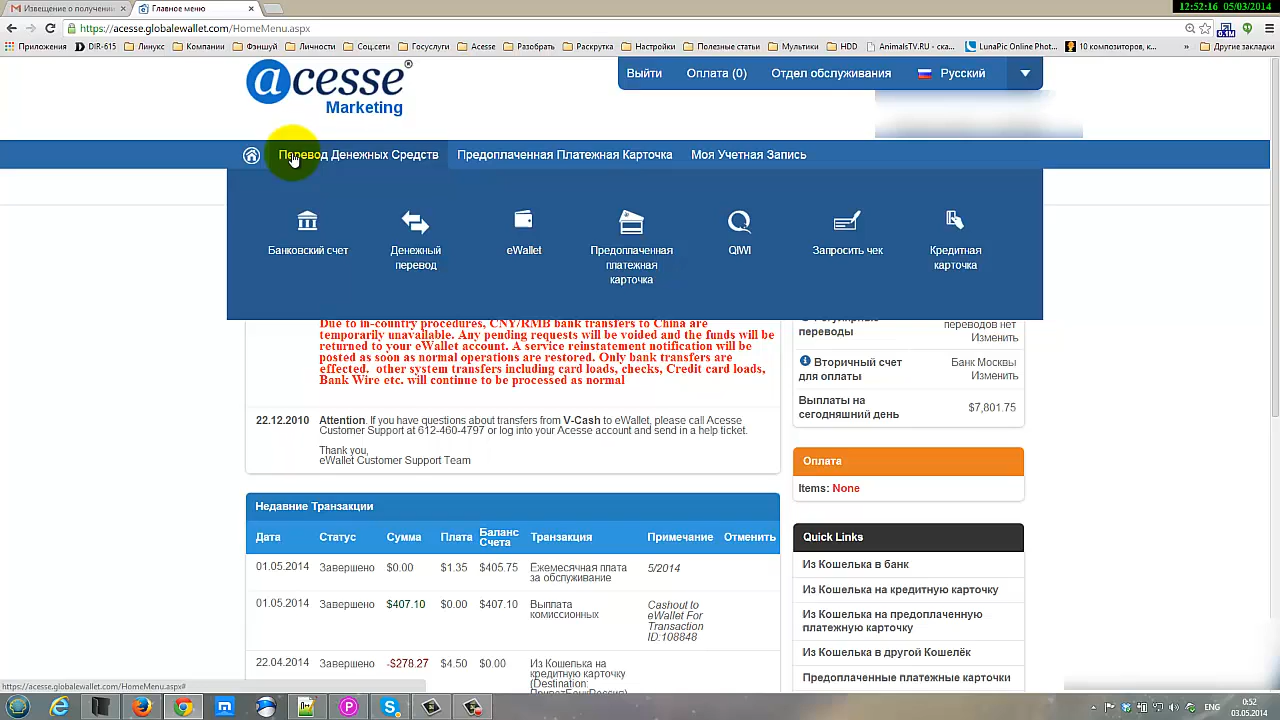 12:52:16 05/03/2014
Извещение о получени
Главное меню
https://acesse.globalewallet.com/HomeMenu.aspx
Приложения
DIR-615
Линукс
Компании
Фэншуй
Личности
Соц.сети
Госуслуги
Acesse
Разобрать
Раскрутка
Настройки
Полезные статьи
Мультики
HDD
AnimalsTV.RU - ска...
LunaPic Online Phot...
10 композиторов, к...
»
Другие закладки
0.1M
acesse®
Marketing
Выйти
Оплата (0)
Отдел обслуживания
Русский
Перевод Денежных Средств
Предоплаченная Платежная Карточка
Моя Учетная Запись
Банковский счет
Денежный
перевод
eWallet
Предоплаченная
платежная
карточка
QIWI
Запросить чек
Кредитная
карточка
Due to in-country procedures, CNY/RMB bank transfers to China are
temporarily unavailable. Any pending requests will be voided and the funds will be
returned to your eWallet account. A service reinstatement notification will be
posted as soon as normal operations are restored. Only bank transfers are
effected. other system transfers including card loads, checks, Credit card loads,
Bank Wire etc. will continue to be processed as normal
22.12.2010
Attention. If you have questions about transfers from V-Cash to eWallet, please call Acesse
Customer Support at 612-460-4797 or log into your Acesse account and send in a help ticket.
Thank you,
eWallet Customer Support Team
переводы
переводов нет
Изменить
Вторичный счет
для оплаты
Банк Москвы
Изменить
Выплаты на
сегодняшний день
$7,801.75
Оплата
Items: None
Недавние Транзакции
Дата
Статус
Сумма
Плата
Баланс
Счета
Транзакция
Примечание
Отменить
01.05.2014
Завершено
$0.00
$1.35
$405.75
Ежемесячная плата
за обслуживание
5/2014
01.05.2014
Завершено
$407.10
$0.00
$407.10
Выплата
комиссионных
Cashout to
eWallet For
Transaction
ID:108848
22.04.2014
Завершено
-$278.27
$4.50
$0.00
Из Кошелька на
кредитную карточку
(Destination:
ПриватБанкРоссия)
Quick Links
Из Кошелька в банк
Из Кошелька на кредитную карточку
Из Кошелька на предоплаченную
платежную карточку
Из Кошелька в другой Кошелёк
Предоплаченные платежные карточки
https://acesse.globalewallet.com/HomeMenu.aspx#
ENG
0:52
03.05.2014